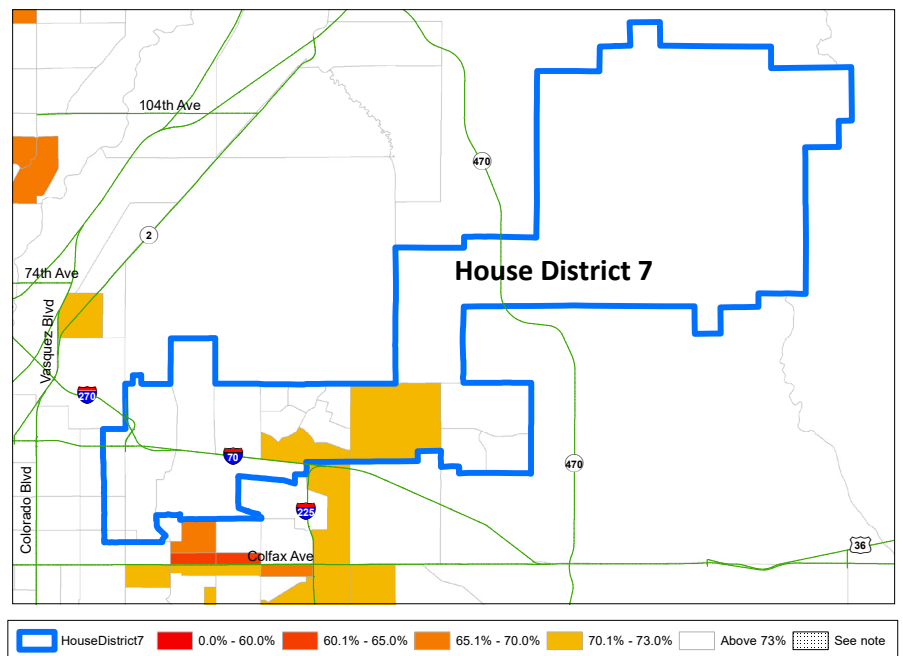 104th Ave
470
2
House District 7
74th Ave
Vasquez Blvd
270
70
470
Colorado Blvd
225
36
Colfax Ave
HouseDistrict7 0.0% - 60.0% 60.1% - 65.0% 65.1% - 70.0% 70.1% - 73.0% Above 73% See note